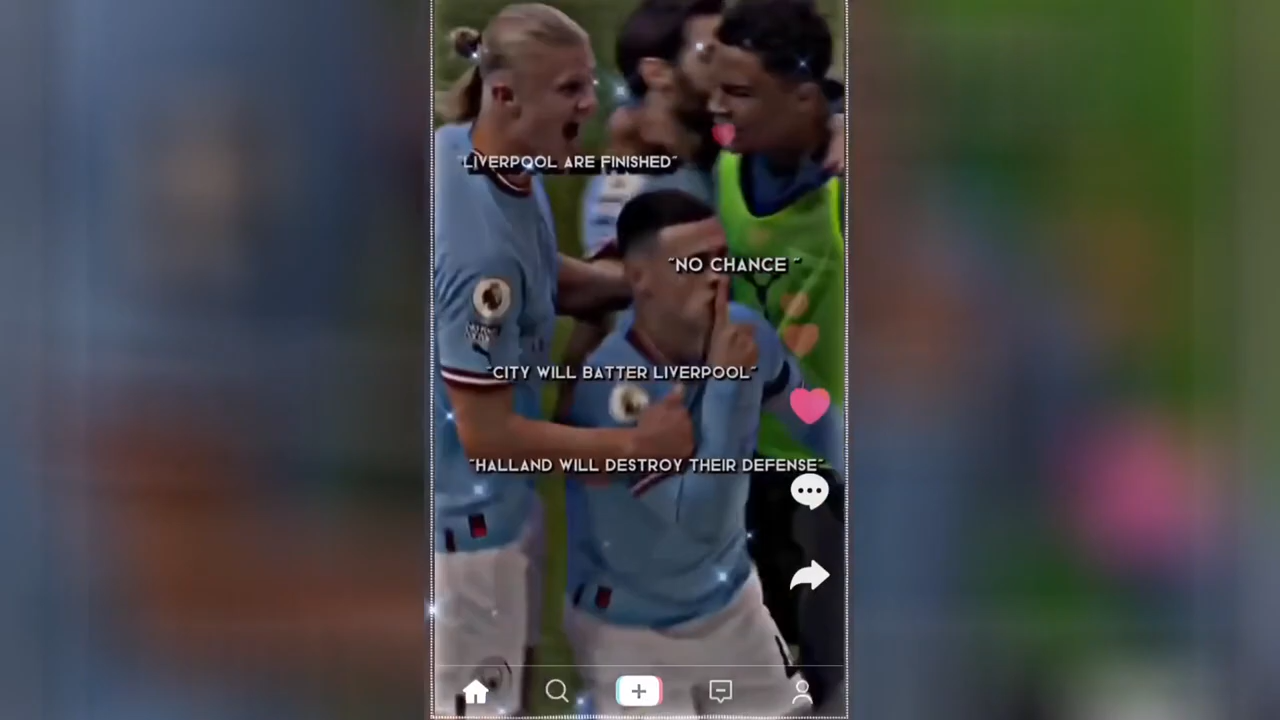 "LIVERPOOL ARE FINISHED"
"NO CHANCE "
"CITY WILL BATTER LIVERPOOL"
"HALLAND WILL DESTROY THEIR DEFENSE"